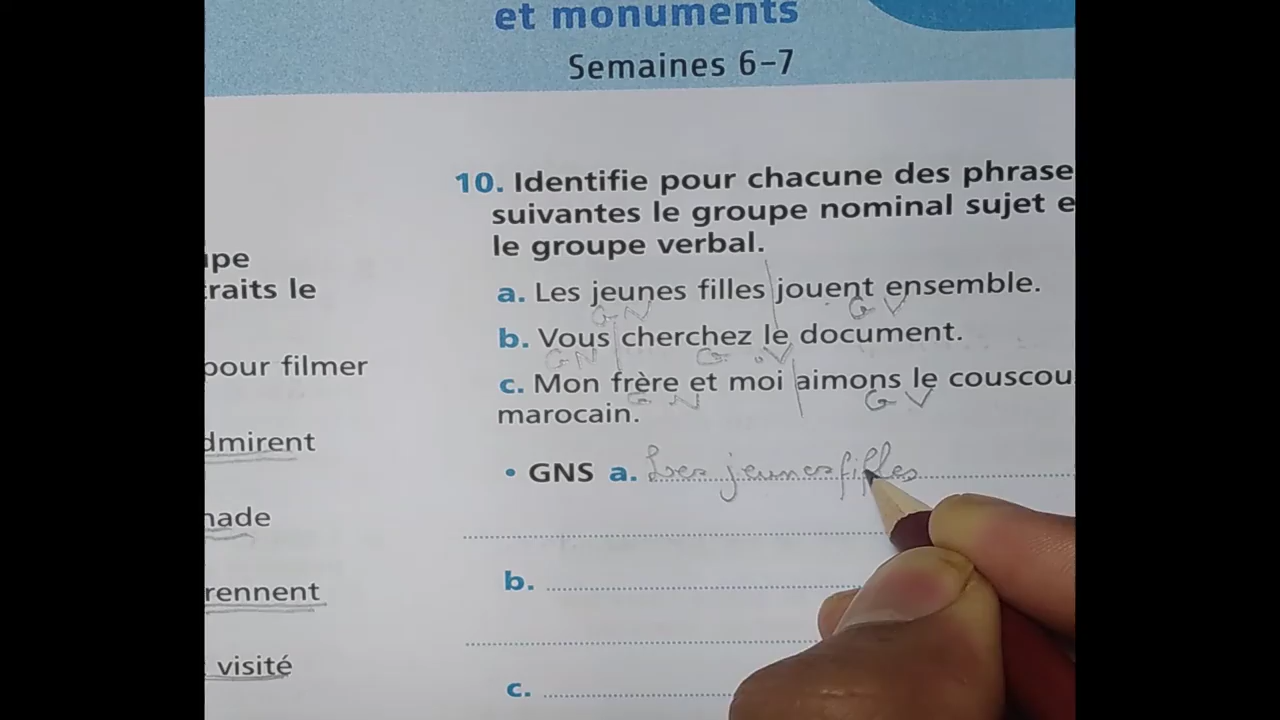 et monuments
Semaines 6-7
10. Identifie pour chacune des phrase
suivantes le groupe nominal sujet e
le groupe verbal.
ipe
traits le
a. Les jeunes filles jouent ensemble.
GN GV
b. Vous cherchez le document.
GN G.V
pour filmer
c. Mon frère et moi aimons le couscou
GN GV
marocain.
dmirent
• GNS a. Les jeunes filles
nade
b.
rennent
visité
c.